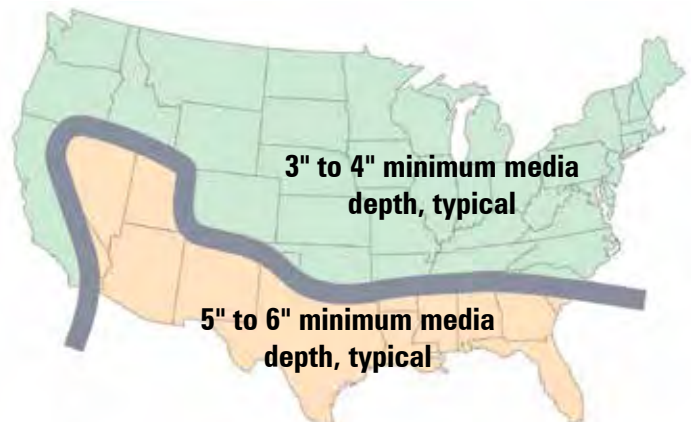 3" to 4" minimum media
depth, typical
5" to 6" minimum media
depth, typical